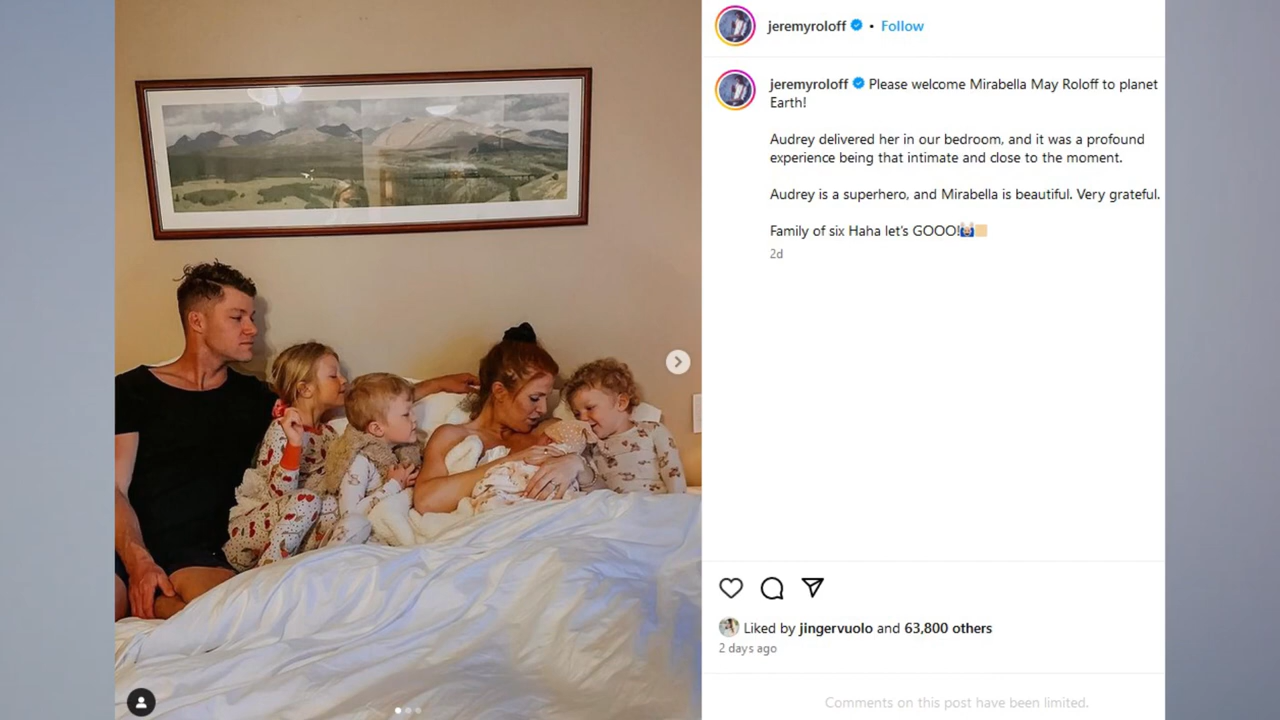 jeremyroloff • Follow
jeremyroloff Please welcome Mirabella May Roloff to planet
Earth!
Audrey delivered her in our bedroom, and it was a profound
experience being that intimate and close to the moment.
Audrey is a superhero, and Mirabella is beautiful. Very grateful.
Family of six Haha let's GOOO!
2d
Liked by jingervuolo and 63,800 others
2 days ago
Comments on this post have been limited.